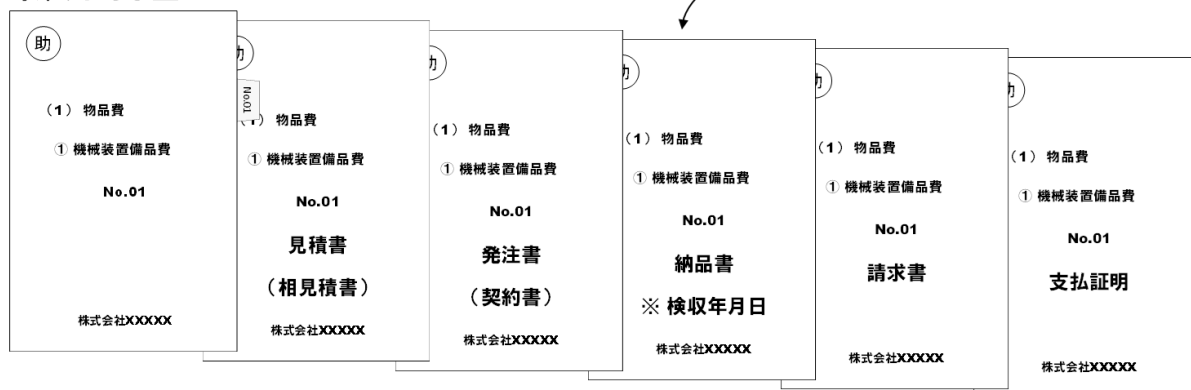 助
（1） 物品費
① 機械装置備品費
No.01
株式会社XXXXX
No.01
物品費
① 機械装置備品費
No.01
見積書
（相見積書）
株式会社XXXXX
（1） 物品費
① 機械装置備品費
No.01
発注書
（契約書）
株式会社XXXXX
（1） 物品費
① 機械装置備品費
No.01
納品書
※ 検収年月日
株式会社XXXXX
（1） 物品費
① 機械装置備品費
No.01
請求書
株式会社XXXXX
（1） 物品費
① 機械装置備品費
No.01
支払証明
株式会社XXXXX